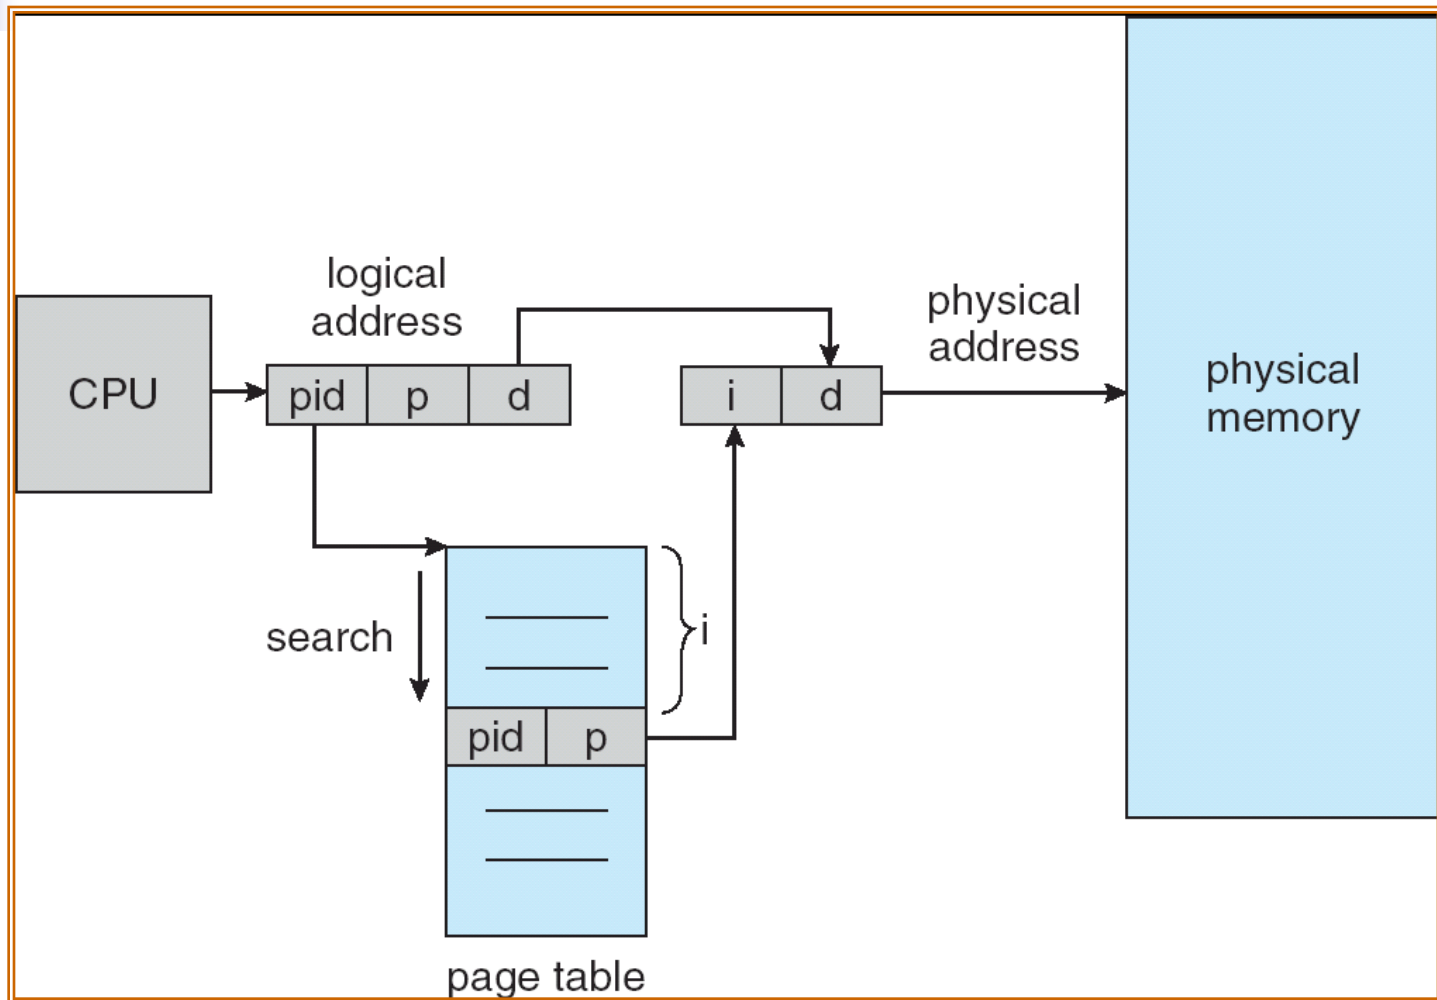 logical
address
physical
address
CPU
pid
p
d
i
d
physical
memory
search
i
pid
p
page table